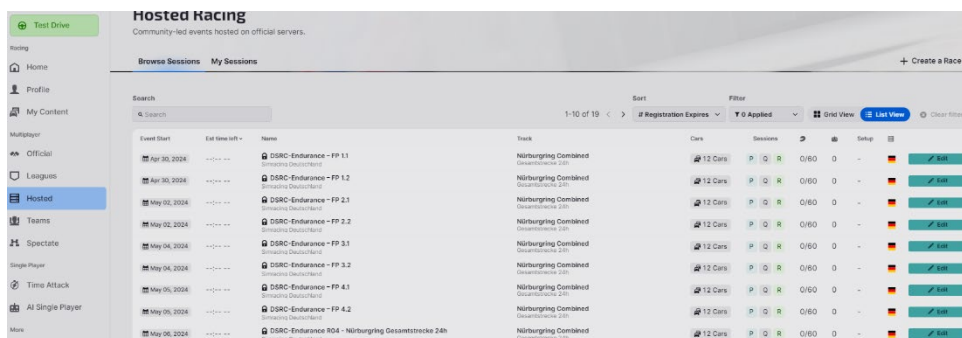 Hosted Racing
Test Drive
Community-led events hosted on official servers.
Racing
Home
Profile
My Content
Multiplayer
Official
Leagues
Hosted
Teams
Spectate
Single Player
Time Attack
AI Single Player
More
Browse Sessions My Sessions
+ Create a Race
Search
Sort
Filter
Search
1-10 of 19 < >
Registration Expires
0 Applied
Grid View
List View
Clear filter
Event Start Est time left Name Track Cars Sessions Setup
Apr 30, 2024 --:-- -- DSRC-Endurance - FP 1.1 Nürburgring Combined 12 Cars P Q R 0/60 0 - Edit
Simracing Deutschland Gesamtstrecke 24h
Apr 30, 2024 --:-- -- DSRC-Endurance - FP 1.2 Nürburgring Combined 12 Cars P Q R 0/60 0 - Edit
Simracing Deutschland Gesamtstrecke 24h
May 02, 2024 --:-- -- DSRC-Endurance - FP 2.1 Nürburgring Combined 12 Cars P Q R 0/60 0 - Edit
Simracing Deutschland Gesamtstrecke 24h
May 02, 2024 --:-- -- DSRC-Endurance - FP 2.2 Nürburgring Combined 12 Cars P Q R 0/60 0 - Edit
Simracing Deutschland Gesamtstrecke 24h
May 04, 2024 --:-- -- DSRC-Endurance - FP 3.1 Nürburgring Combined 12 Cars P Q R 0/60 0 - Edit
Simracing Deutschland Gesamtstrecke 24h
May 04, 2024 --:-- -- DSRC-Endurance - FP 3.2 Nürburgring Combined 12 Cars P Q R 0/60 0 - Edit
Simracing Deutschland Gesamtstrecke 24h
May 05, 2024 --:-- -- DSRC-Endurance - FP 4.1 Nürburgring Combined 12 Cars P Q R 0/60 0 - Edit
Simracing Deutschland Gesamtstrecke 24h
May 05, 2024 --:-- -- DSRC-Endurance - FP 4.2 Nürburgring Combined 12 Cars P Q R 0/60 0 - Edit
Simracing Deutschland Gesamtstrecke 24h
May 06, 2024 --:-- -- DSRC-Endurance R04 - Nürburgring Gesamtstrecke 24h Nürburgring Combined 12 Cars P Q R 0/60 0 - Edit
Simracing Deutschland Gesamtstrecke 24h